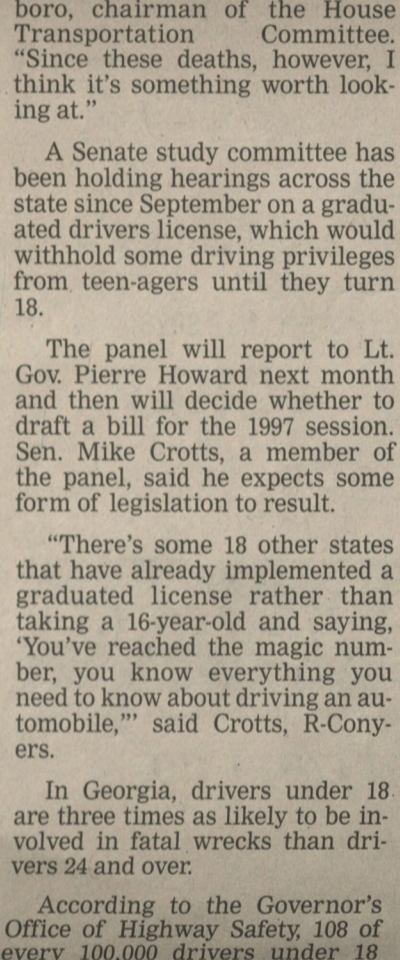 boro, chairman of the House
Transportation Committee.
“Since these deaths, however, I
think it’s something worth look-
ing at.”
A Senate study committee has
been holding hearings across the
state since September on a gradu-
ated drivers license, which would
withhold some driving privileges
from teen-agers until they turn
18.
The panel will report to Lt.
Gov. Pierre Howard next month
and then will decide whether to
draft a bill for the 1997 session.
Sen. Mike Crotts, a member of
the panel, said he expects some
form of legislation to result.
“There’s some 18 other states
that have already implemented a
graduated license rather than
taking a 16-year-old and saying,
‘You’ve reached the magic num-
ber, you know everything you
need to know about driving an au-
tomobile,”’ said Crotts, R-Cony-
ers.
In Georgia, drivers under 18
are three times as likely to be in-
volved in fatal wrecks than dri-
vers 24 and over.
According to the Governor’s
Office of Highway Safety, 108 of
every 100,000 drivers under 18